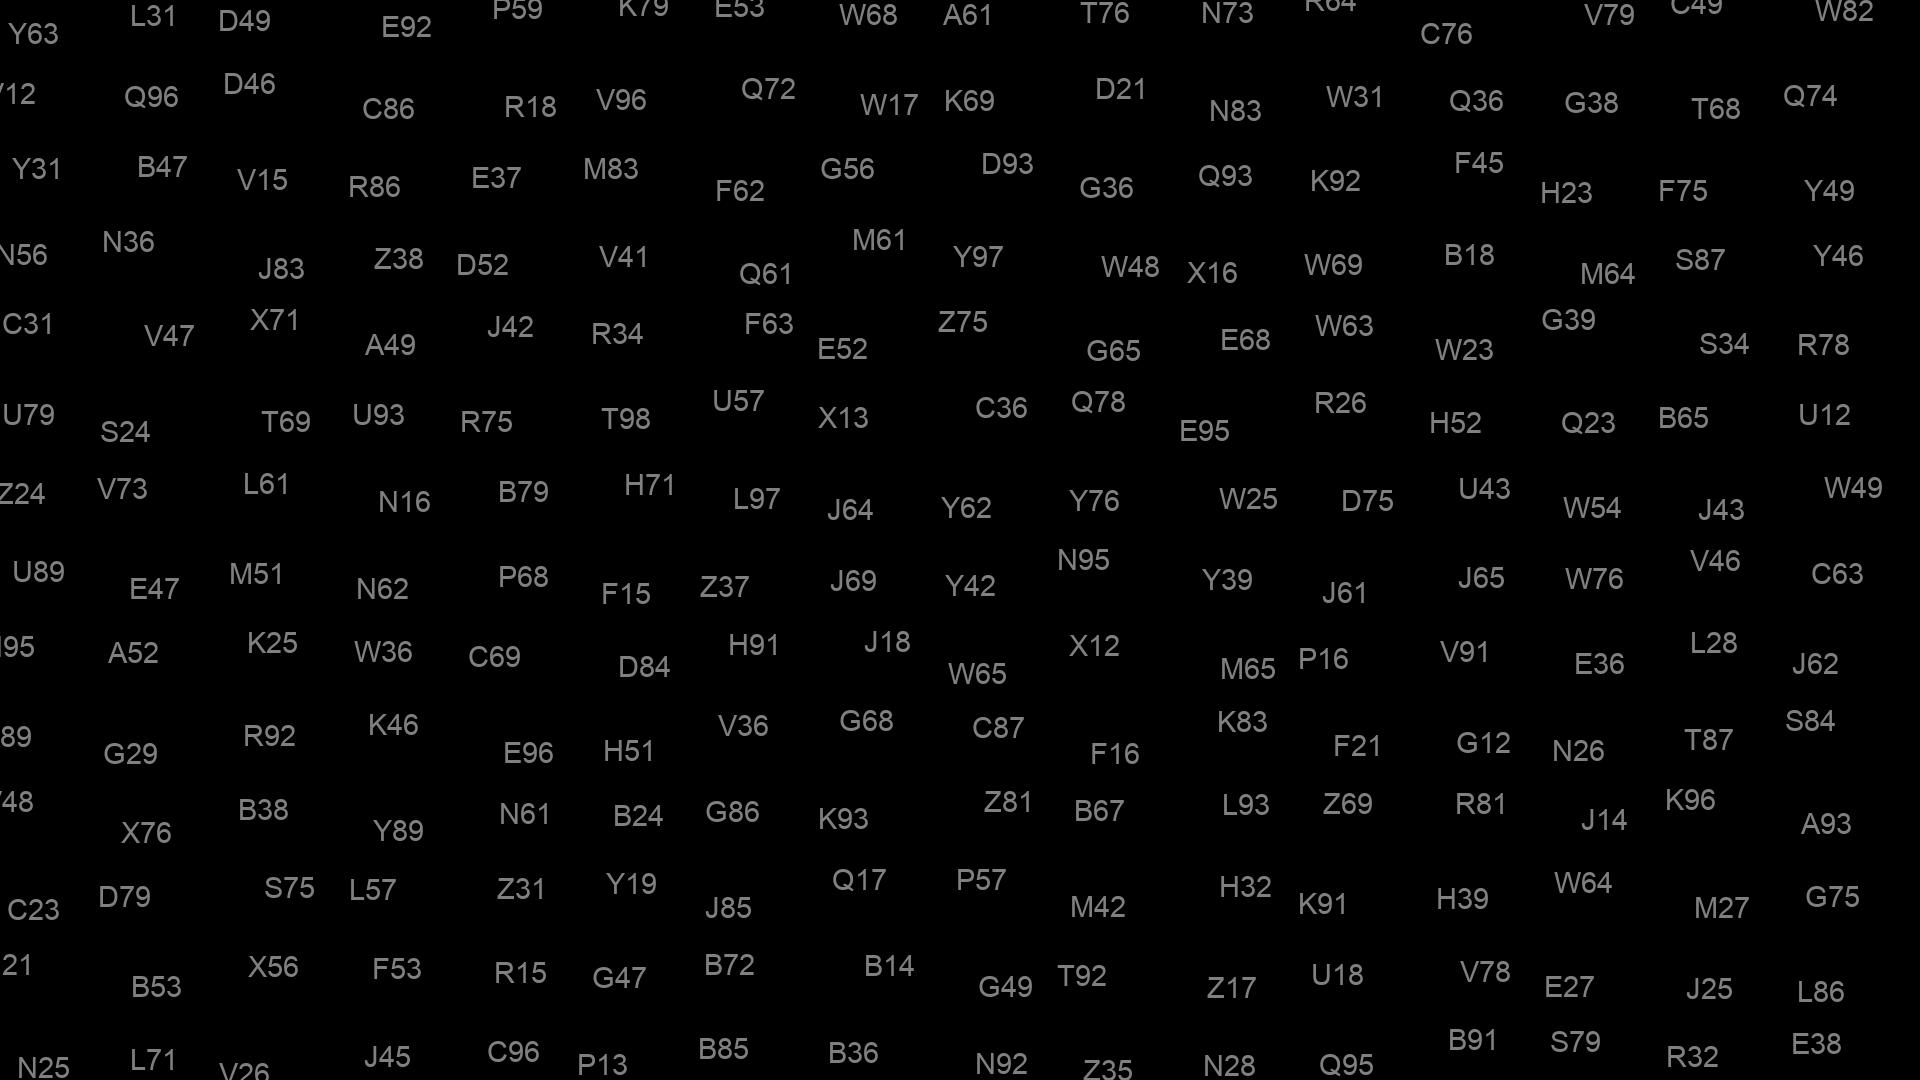 Y63 L31 D49 E92 P59 K79 E53 W68 A61 T76 N73 R64 C76 V79 C49 W82
Q96 D46 C86 R18 V96 Q72 W17 K69 D21 N83 W31 Q36 G38 T68 Q74
Y31 B47 V15 R86 E37 M83 F62 G56 D93 G36 Q93 K92 F45 H23 F75 Y49
N56 N36 J83 Z38 D52 V41 Q61 M61 Y97 W48 X16 W69 B18 M64 S87 Y46
C31 V47 X71 A49 J42 R34 F63 E52 Z75 G65 E68 W63 W23 G39 S34 R78
U79 S24 T69 U93 R75 T98 U57 X13 C36 Q78 E95 R26 H52 Q23 B65 U12
Z24 V73 L61 N16 B79 H71 L97 J64 Y62 Y76 W25 D75 U43 W54 J43 W49
U89 E47 M51 N62 P68 F15 Z37 J69 Y42 N95 Y39 J61 J65 W76 V46 C63
A52 K25 W36 C69 D84 H91 J18 W65 X12 M65 P16 V91 E36 L28 J62
89 G29 R92 K46 E96 H51 V36 G68 C87 F16 K83 F21 G12 N26 T87 S84
X76 B38 Y89 N61 B24 G86 K93 Z81 B67 L93 Z69 R81 J14 K96 A93
C23 D79 S75 L57 Z31 Y19 J85 Q17 P57 M42 H32 K91 H39 W64 M27 G75
21 B53 X56 F53 R15 G47 B72 B14 G49 T92 Z17 U18 V78 E27 J25 L86
N25 L71 V26 J45 C96 P13 B85 B36 N92 Z35 N28 Q95 B91 S79 R32 E38